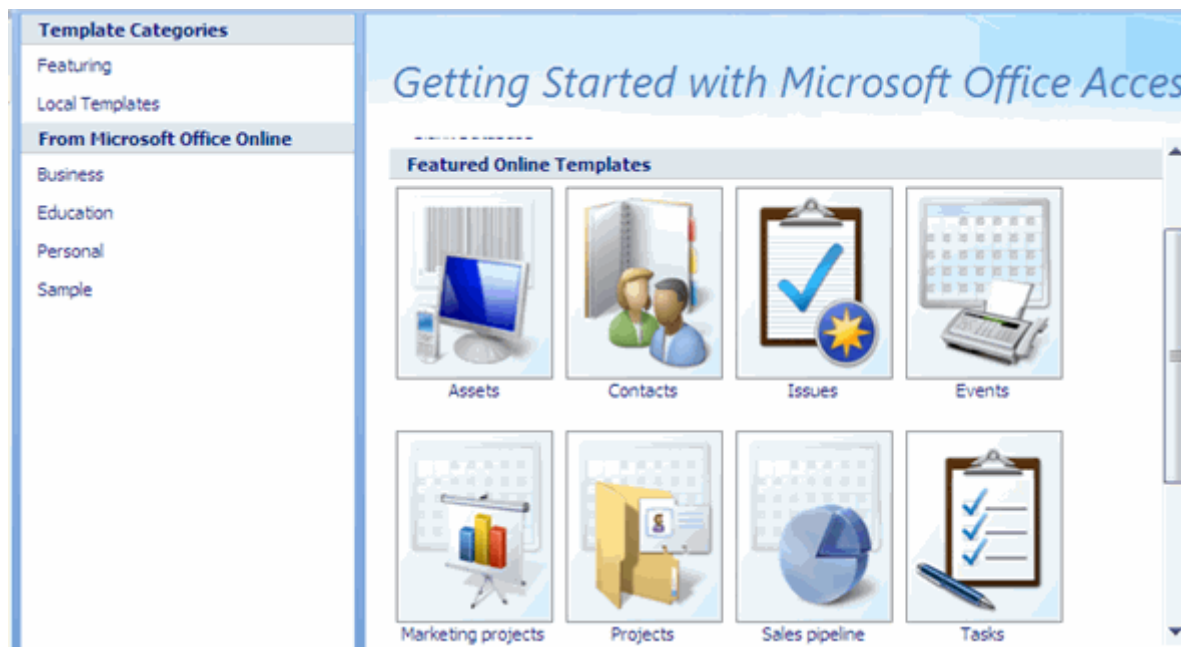 Template Categories
Featuring
Local Templates
From Microsoft Office Online
Business
Education
Personal
Sample
Getting Started with Microsoft Office Acces
Featured Online Templates
Assets Contacts Issues Events
Marketing projects Projects Sales pipeline Tasks